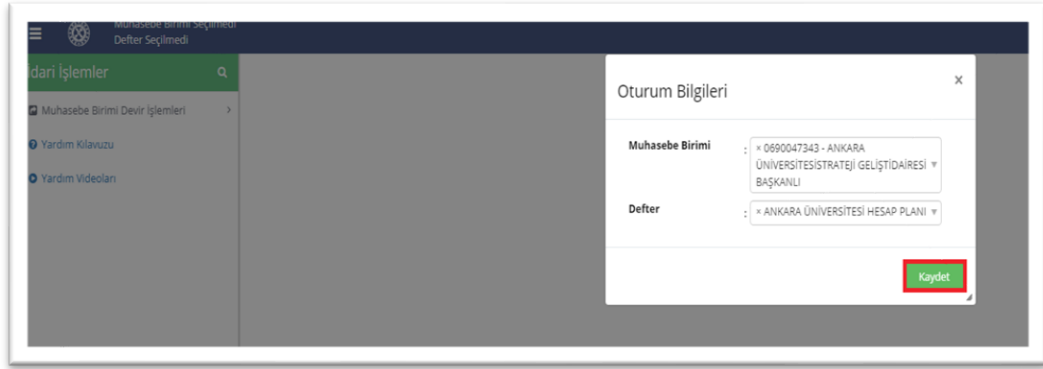 Muhasebe Birimi Seçilmedi
Defter Seçilmedi
İdari İşlemler
Muhasebe Birimi Devir İşlemleri
Yardım Kılavuzu
Yardım Videoları
Oturum Bilgileri
×
Muhasebe Birimi : × 0690047343 - ANKARA
ÜNİVERSİTESİSTRATEJİ GELİŞTİDAİRESİ
BAŞKANLI
Defter : × ANKARA ÜNİVERSİTESİ HESAP PLANI
Kaydet